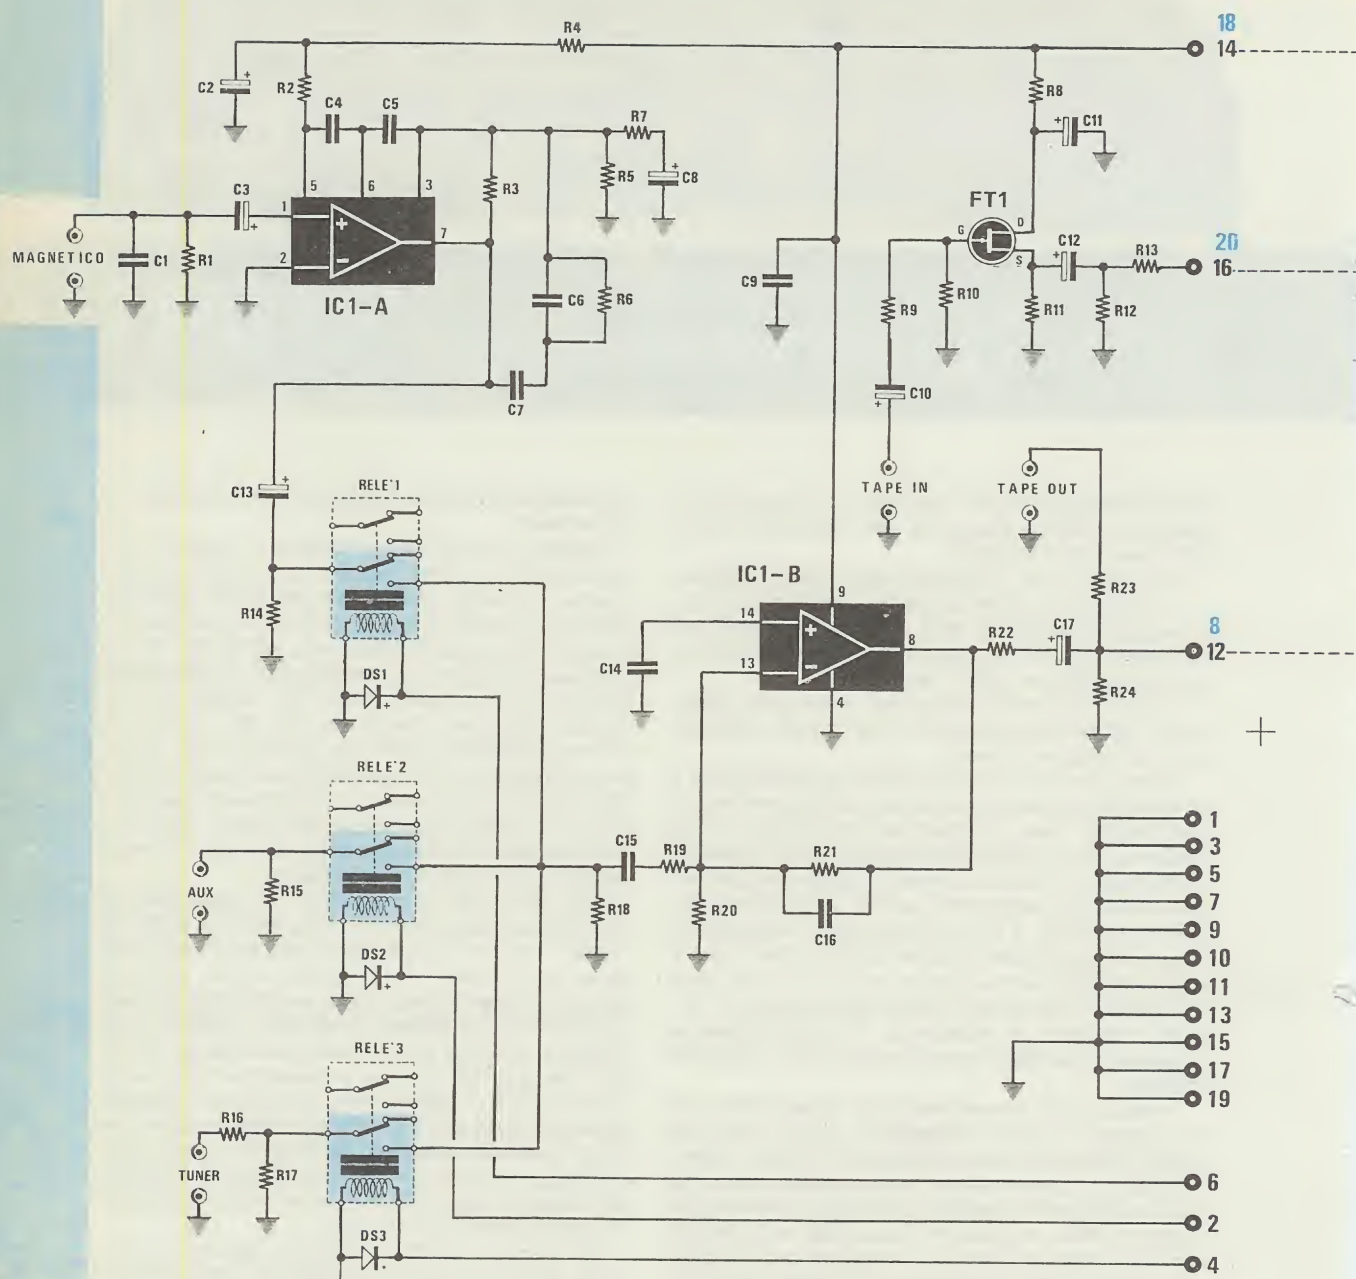 18
R4
14
C2
R2
R8
C4
C5
R7
C11
5
6
3
R3
R5
C8
C3
1
+
-
7
2
FT1
D
G
S
MAGNETICO
C1
R1
IC1-A
C12
R13
20
16
C9
R9
R10
R11
R12
C6
R6
C7
C10
C13
RELE'1
TAPE IN
TAPE OUT
R14
IC1-B
9
14
+
-
13
8
4
R23
C14
R22
C17
8
12
R24
DS1
RELE'2
AUX
R15
C15
R19
R21
R18
R20
C16
DS2
1
3
5
7
9
10
11
13
15
17
19
RELE'3
R16
TUNER
R17
6
2
DS3
4